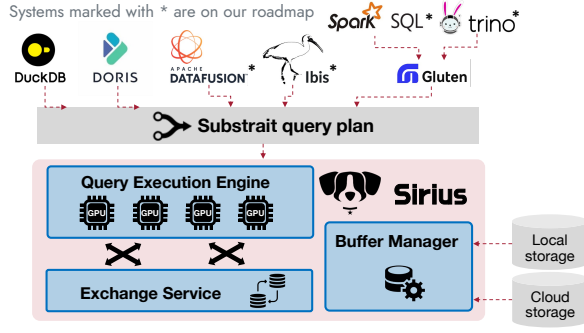 Systems marked with * are on our roadmap
Spark SQL* trino*
DuckDB
DORIS
APACHE
DATAFUSION™*
Ibis*
Gluten
Substrait query plan
Query Execution Engine
GPU GPU GPU GPU
Sirius
Buffer Manager
Exchange Service
Local
storage
Cloud
storage